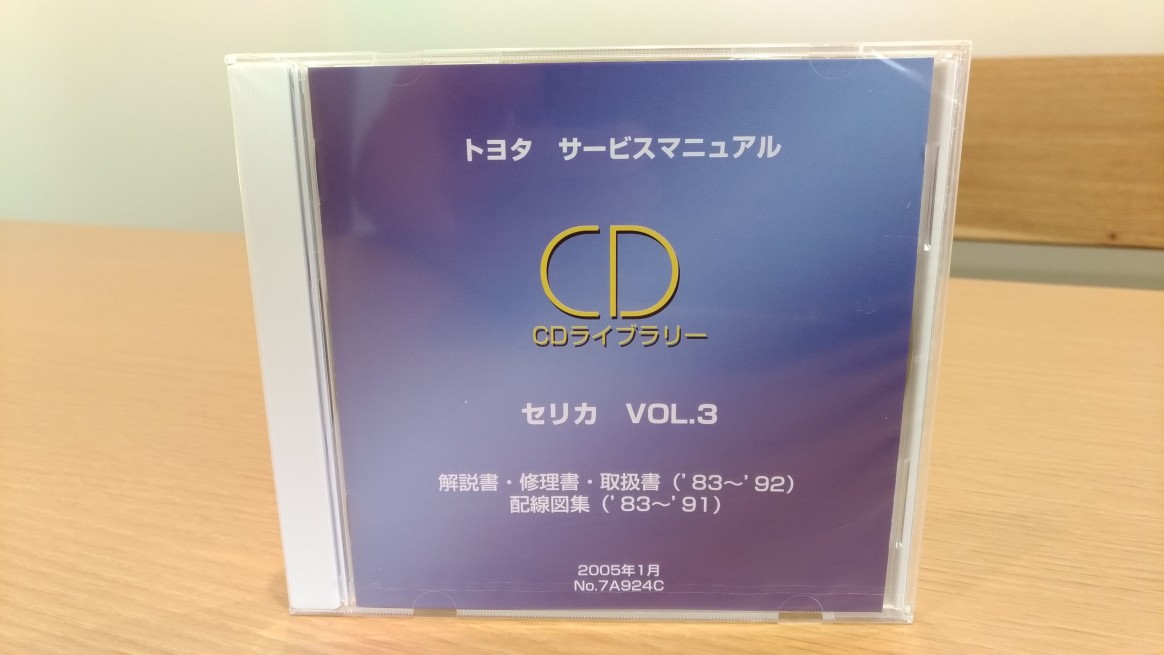 トヨタ　サービスマニュアル
CD
CDライブラリー
セリカ　VOL.3
解説書・修理書・取扱書（'83～'92）
配線図集（'83～'91）
2005年1月
No.7A924C